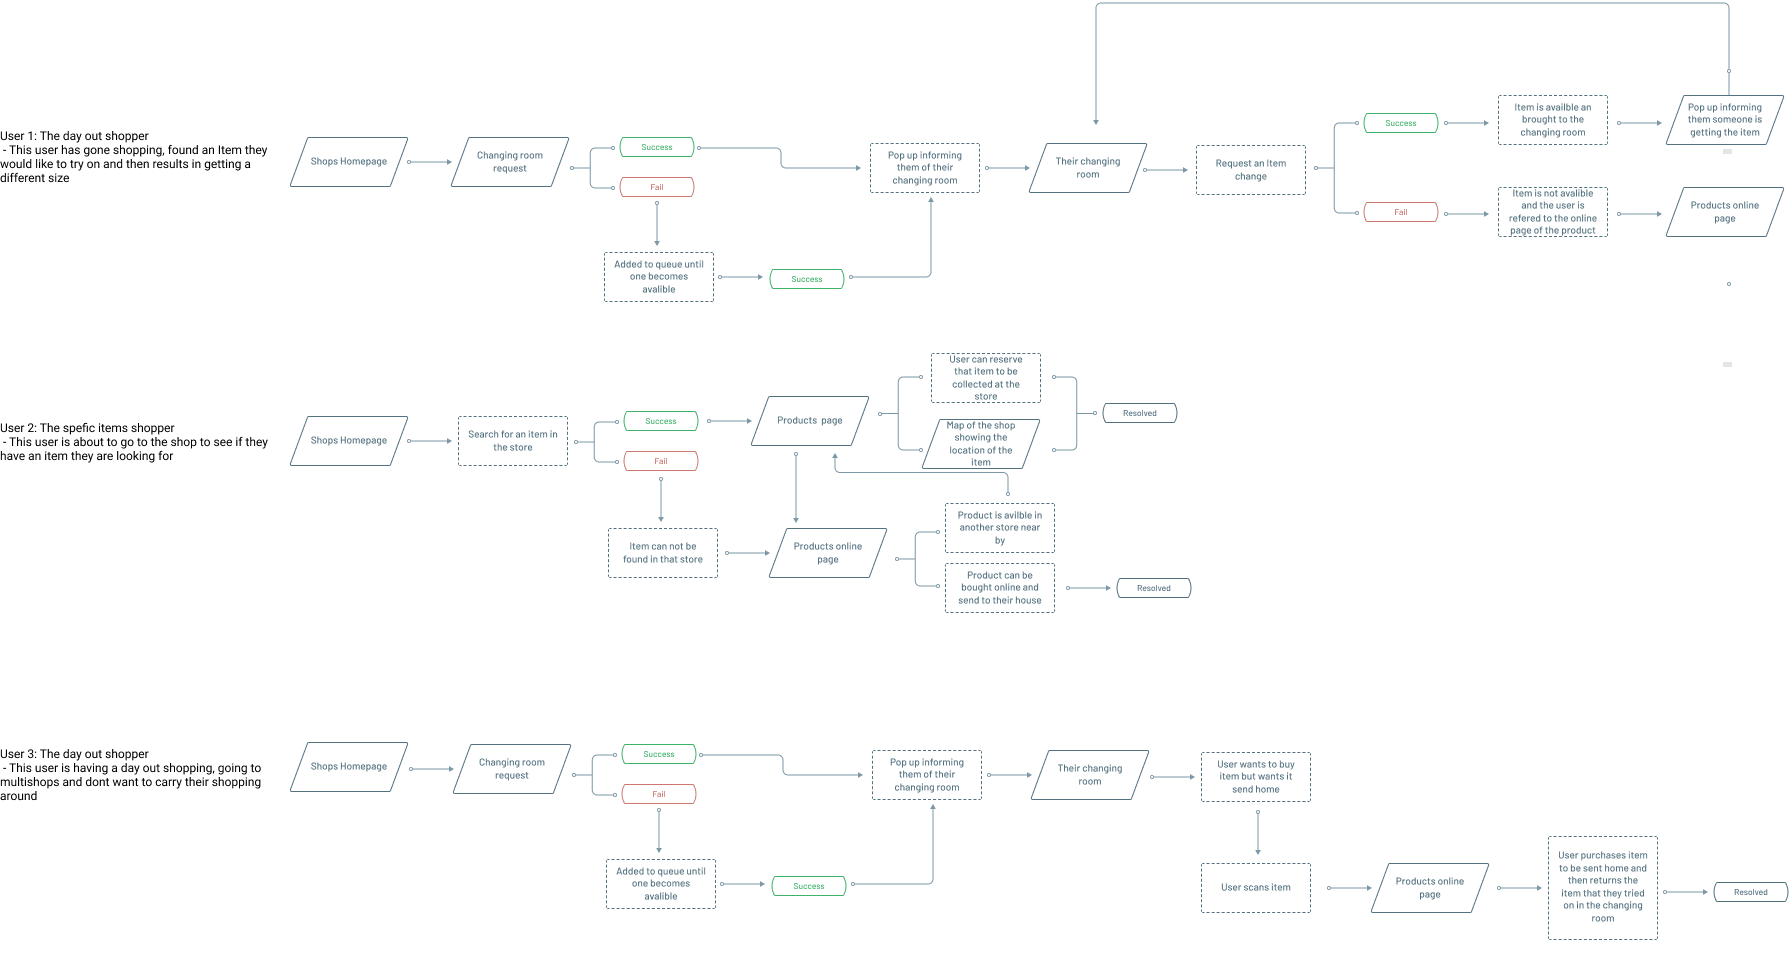 User 1: The day out shopper
- This user has gone shopping, found an Item they
would like to try on and then results in getting a
different size
Shops Homepage
Changing room
request
Success
Fail
Added to queue until
one becomes
avalible
Success
Pop up informing
them of their
changing room
Their changing
room
Request an Item
change
Success
Fail
Item is availble an
brought to the
changing room
Pop up informing
them someone is
getting the item
Item is not avalible
and the user is
refered to the online
page of the product
Products online
page
User 2: The spefic items shopper
- This user is about to go to the shop to see if they
have an item they are looking for
Shops Homepage
Search for an item in
the store
Success
Fail
Item can not be
found in that store
Products page
User can reserve
that item to be
collected at the
store
Map of the shop
showing the
location of the
item
Resolved
Products online
page
Product is avilble in
another store near
by
Product can be
bought online and
send to their house
Resolved
User 3: The day out shopper
- This user is having a day out shopping, going to
multishops and dont want to carry their shopping
around
Shops Homepage
Changing room
request
Success
Fail
Added to queue until
one becomes
avalible
Success
Pop up informing
them of their
changing room
Their changing
room
User wants to buy
item but wants it
send home
User scans item
Products online
page
User purchases item
to be sent home and
then returns the
item that they tried
on in the changing
room
Resolved